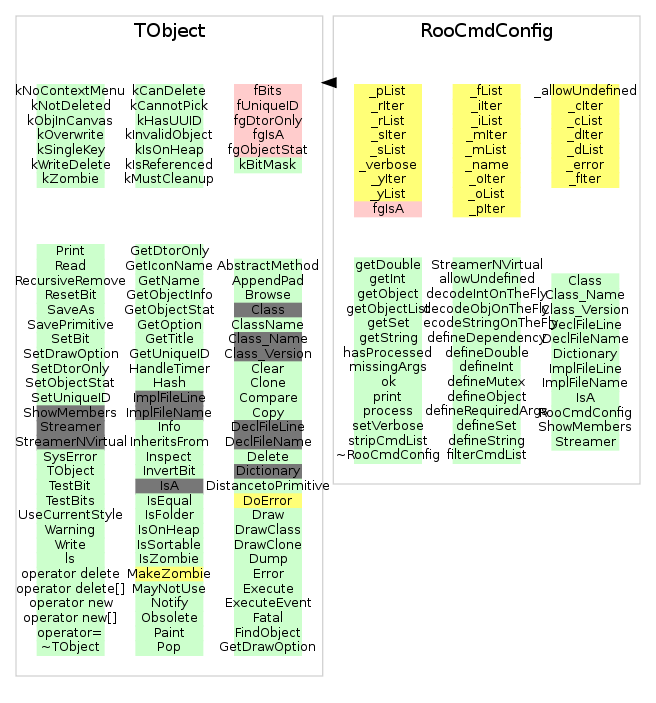 TObject
kNoContextMenu
kNotDeleted
kObjInCanvas
kOverwrite
kSingleKey
kWriteDelete
kZombie
kCanDelete
kCannotPick
kHasUUID
kInvalidObject
kIsOnHeap
kIsReferenced
kMustCleanup
fBits
fUniqueID
fgDtorOnly
fgIsA
fgObjectStat
kBitMask
Print
Read
RecursiveRemove
ResetBit
SaveAs
SavePrimitive
SetBit
SetDrawOption
SetDtorOnly
SetObjectStat
SetUniqueID
ShowMembers
Streamer
StreamerNVirtual
SysError
TObject
TestBit
TestBits
UseCurrentStyle
Warning
Write
ls
operator delete
operator delete[]
operator new
operator new[]
operator=
~TObject
GetDtorOnly
GetIconName
GetName
GetObjectInfo
GetObjectStat
GetOption
GetTitle
GetUniqueID
HandleTimer
Hash
ImplFileLine
ImplFileName
Info
InheritsFrom
Inspect
InvertBit
IsA
IsEqual
IsFolder
IsOnHeap
IsSortable
IsZombie
MakeZombie
MayNotUse
Notify
Obsolete
Paint
Pop
AbstractMethod
AppendPad
Browse
Class
ClassName
Class_Name
Class_Version
Clear
Clone
Compare
Copy
DeclFileLine
DeclFileName
Delete
Dictionary
DistancetoPrimitive
DoError
Draw
DrawClass
DrawClone
Dump
Error
Execute
ExecuteEvent
Fatal
FindObject
GetDrawOption
RooCmdConfig
_pList
_rIter
_rList
_sIter
_sList
_verbose
_yIter
_yList
fgIsA
_fList
_iIter
_iList
_mIter
_mList
_name
_oIter
_oList
_pIter
_allowUndefined
_cIter
_cList
_dIter
_dList
_error
_fIter
getDouble
getInt
getObject
getObjectList
getSet
getString
hasProcessed
missingArgs
ok
print
process
setVerbose
stripCmdList
~RooCmdConfig
StreamerNVirtual
allowUndefined
decodeIntOnTheFly
decodeObjOnTheFly
ecodeStringOnTheFly
defineDependency
defineDouble
defineInt
defineMutex
defineObject
defineRequiredArgs
defineSet
defineString
filterCmdList
Class
Class_Name
Class_Version
DeclFileLine
DeclFileName
Dictionary
ImplFileLine
ImplFileName
IsA
RooCmdConfig
ShowMembers
Streamer